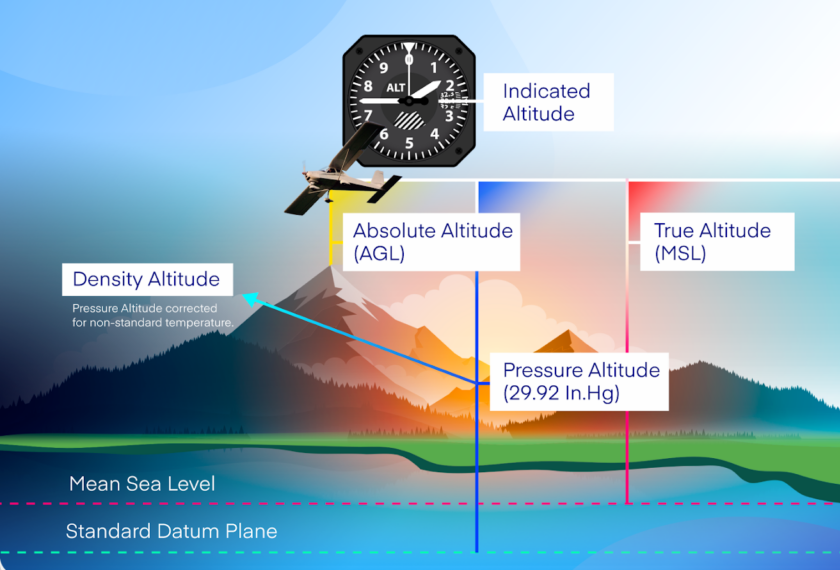 0
9
1
8
ALT
2
7
3
6
4
5
Indicated
Altitude
Absolute Altitude
(AGL)
True Altitude
(MSL)
Density Altitude
Pressure Altitude corrected
for non-standard temperature.
Pressure Altitude
(29.92 In.Hg)
Mean Sea Level
Standard Datum Plane